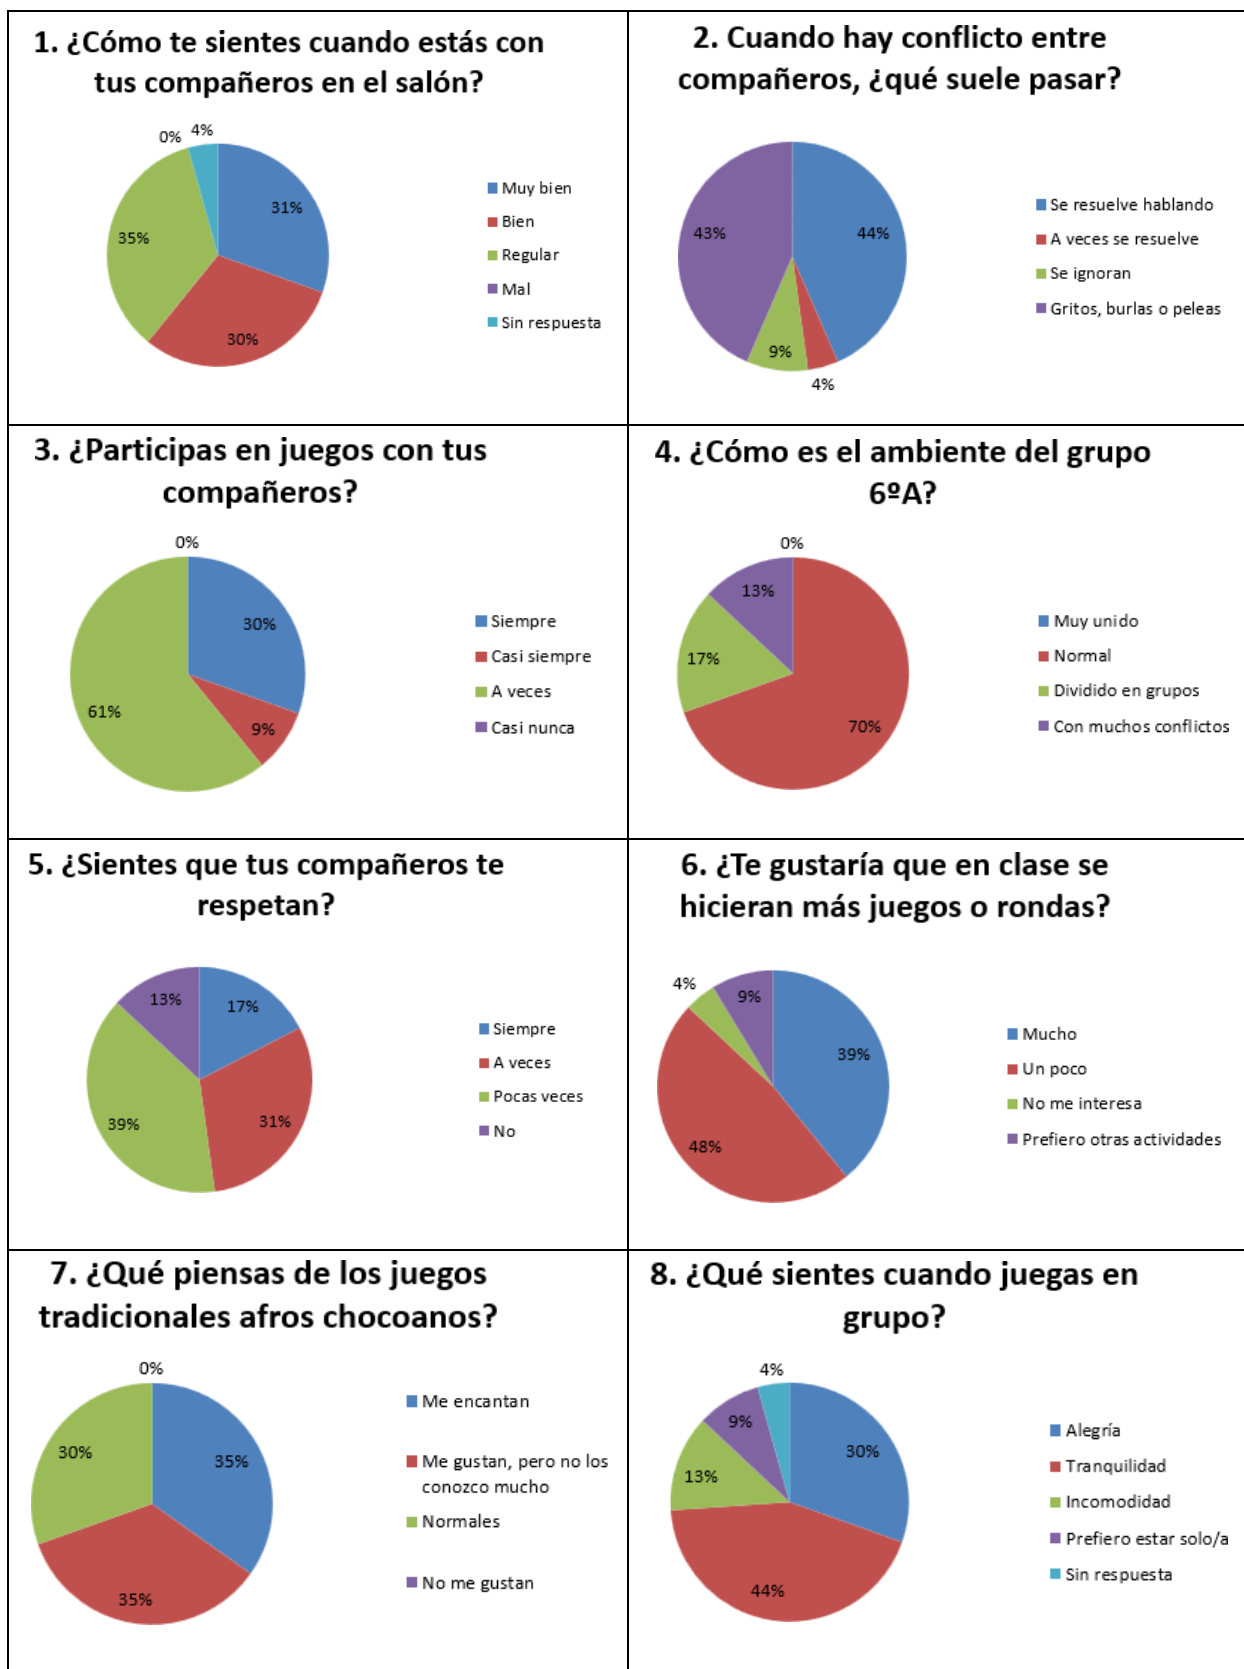 1. ¿Cómo te sientes cuando estás con
tus compañeros en el salón?
0%
4%
31%
35%
30%
Muy bien
Bien
Regular
Mal
Sin respuesta
2. Cuando hay conflicto entre
compañeros, ¿qué suele pasar?
43%
44%
9%
4%
Se resuelve hablando
A veces se resuelve
Se ignoran
Gritos, burlas o peleas
3. ¿Participas en juegos con tus
compañeros?
0%
30%
61%
9%
Siempre
Casi siempre
A veces
Casi nunca
4. ¿Cómo es el ambiente del grupo
6ºA?
0%
13%
17%
70%
Muy unido
Normal
Dividido en grupos
Con muchos conflictos
5. ¿Sientes que tus compañeros te
respetan?
13%
17%
39%
31%
Siempre
A veces
Pocas veces
No
6. ¿Te gustaría que en clase se
hicieran más juegos o rondas?
4%
9%
39%
48%
Mucho
Un poco
No me interesa
Prefiero otras actividades
7. ¿Qué piensas de los juegos
tradicionales afros chocoanos?
0%
30%
35%
35%
Me encantan
Me gustan, pero no los
conozco mucho
Normales
No me gustan
8. ¿Qué sientes cuando juegas en
grupo?
4%
9%
30%
13%
44%
Alegría
Tranquilidad
Incomodidad
Prefiero estar solo/a
Sin respuesta